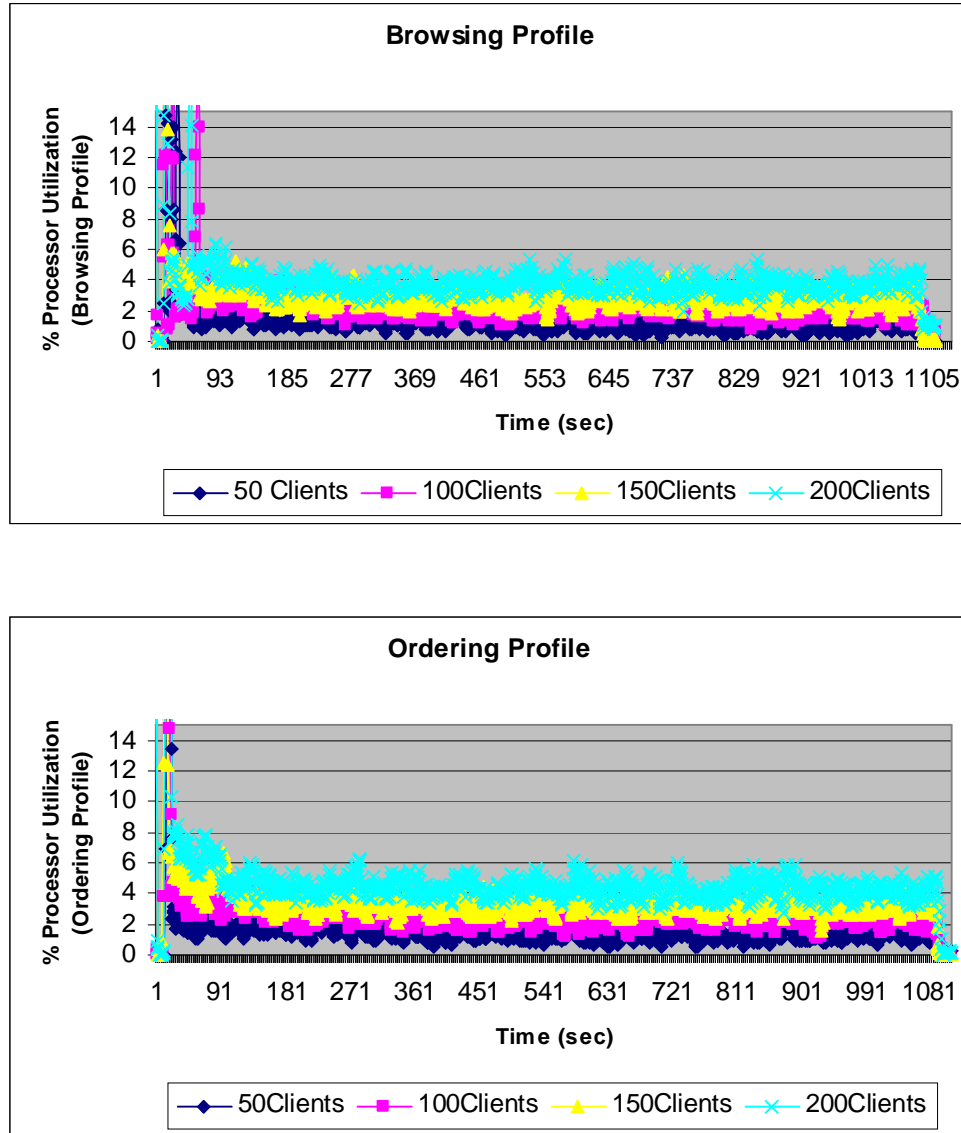 Browsing Profile
% Processor Utilization
(Browsing Profile)
14
12
10
8
6
4
2
0
1 93 185 277 369 461 553 645 737 829 921 1013 1105
Time (sec)
50 Clients 100Clients 150Clients 200Clients
Ordering Profile
% Processor Utilization
(Ordering Profile)
14
12
10
8
6
4
2
0
1 91 181 271 361 451 541 631 721 811 901 991 1081
Time (sec)
50Clients 100Clients 150Clients 200Clients